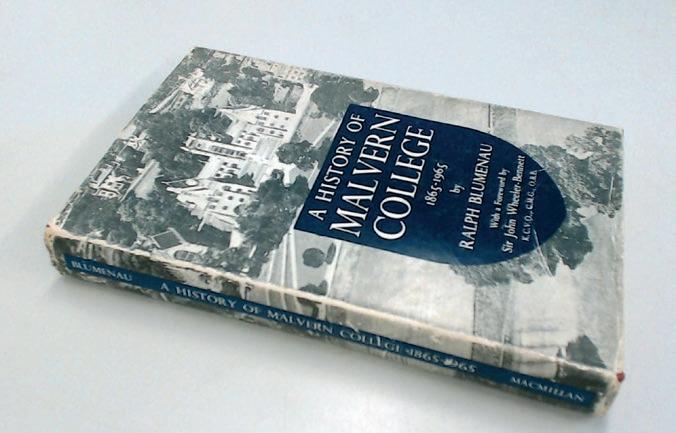 A HISTORY OF
MALVERN
COLLEGE
1865-1965
by
RALPH BLUMENAU
With a Foreword by
Sir John Wheeler-Bennett
K.C.V.O., C.M.G., O.B.E.
BLUMENAU A HISTORY OF MALVERN COLLEGE · 1865-1965 MACMILLAN